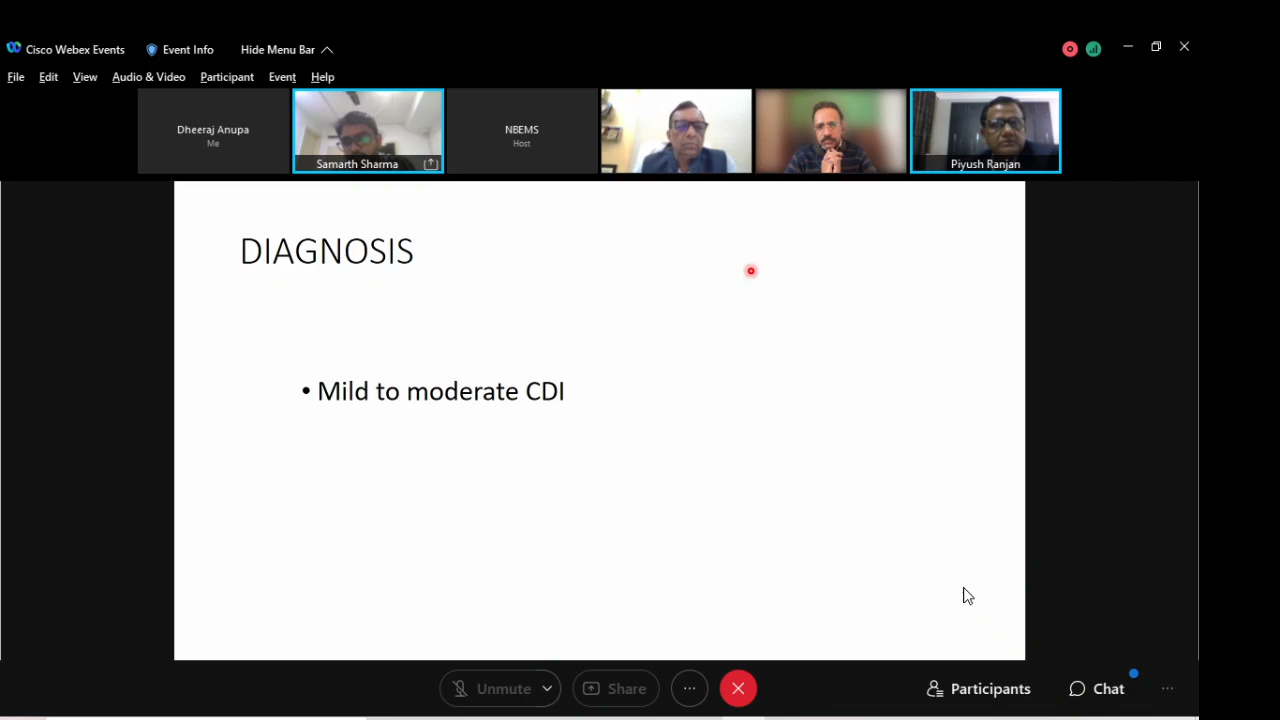 Cisco Webex Events
Event Info
Hide Menu Bar
File Edit View Audio & Video Participant Event Help
Dheeraj Anupa
Me
Samarth Sharma
NBEMS
Host
Piyush Ranjan
DIAGNOSIS
• Mild to moderate CDI
Unmute
Share
Participants
Chat